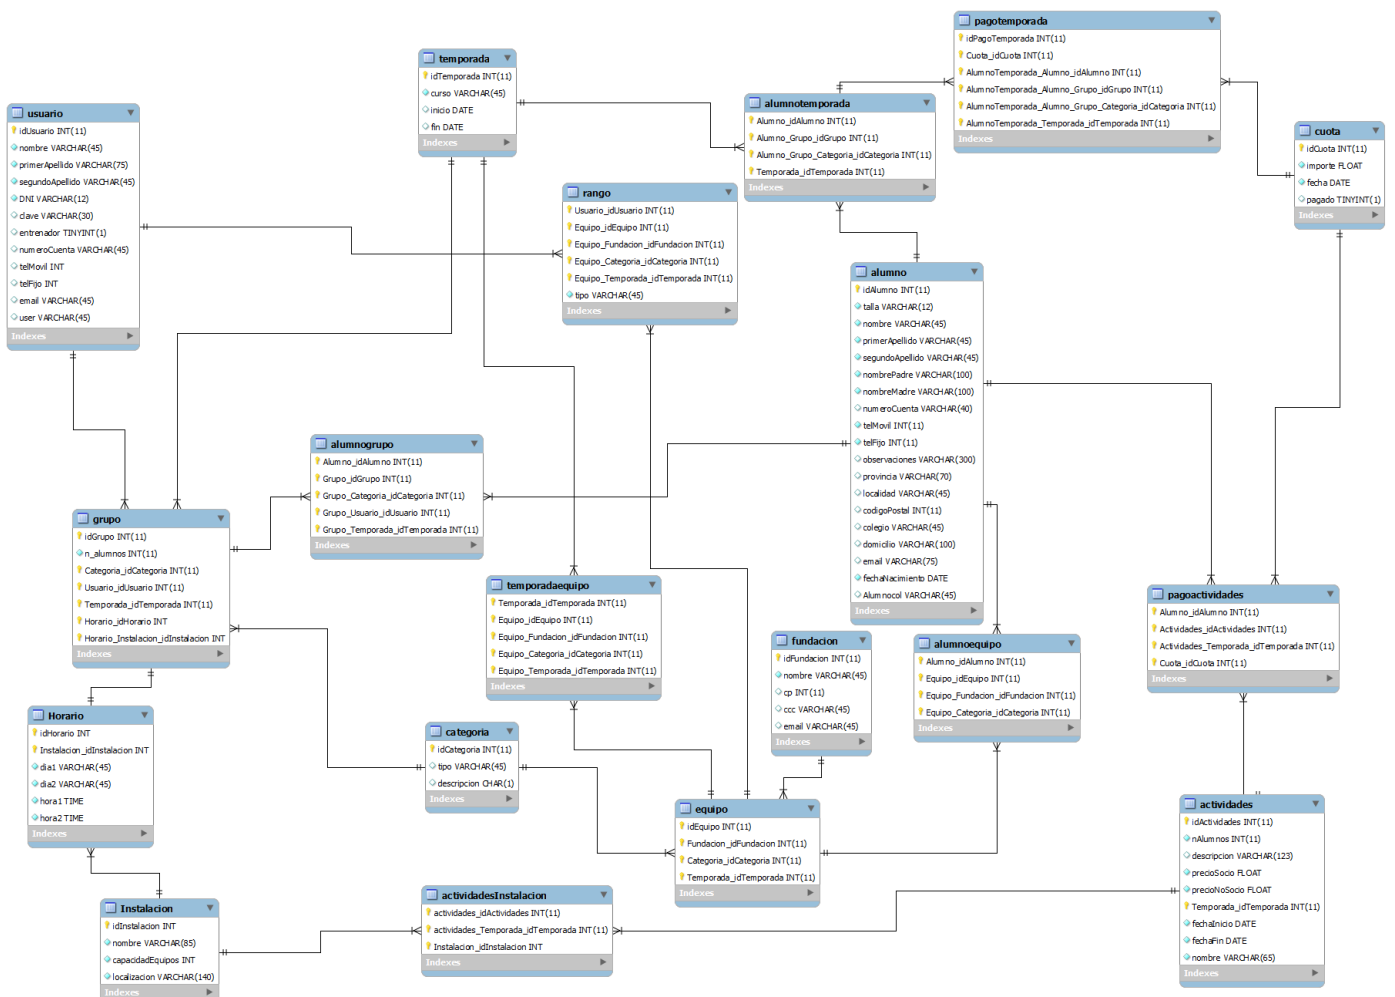 pagotemporada
idPagoTemporada INT(11)
Cuota_idCuota INT(11)
AlumnoTemporada_Alumno_idAlumno INT(11)
AlumnoTemporada_Alumno_Grupo_idGrupo INT(11)
AlumnoTemporada_Alumno_Grupo_Categoria_idCategoria INT(11)
AlumnoTemporada_Temporada_idTemporada INT(11)
Indexes
temporada
idTemporada INT(11)
curso VARCHAR(45)
inicio DATE
fin DATE
Indexes
alumnotemporada
Alumno_idAlumno INT(11)
Alumno_Grupo_idGrupo INT(11)
Alumno_Grupo_Categoria_idCategoria INT(11)
Temporada_idTemporada INT(11)
Indexes
usuario
idUsuario INT(11)
nombre VARCHAR(45)
primerApellido VARCHAR(75)
segundoApellido VARCHAR(45)
DNI VARCHAR(12)
clave VARCHAR(30)
entrenador TINYINT(1)
numeroCuenta VARCHAR(45)
telMovil INT
telFijo INT
email VARCHAR(45)
user VARCHAR(45)
Indexes
cuota
idCuota INT(11)
importe FLOAT
fecha DATE
pagado TINYINT(1)
Indexes
rango
Usuario_idUsuario INT(11)
Equipo_idEquipo INT(11)
Equipo_Fundacion_idFundacion INT(11)
Equipo_Categoria_idCategoria INT(11)
Equipo_Temporada_idTemporada INT(11)
tipo VARCHAR(45)
Indexes
alumno
idAlumno INT(11)
talla VARCHAR(12)
nombre VARCHAR(45)
primerApellido VARCHAR(45)
segundoApellido VARCHAR(45)
nombrePadre VARCHAR(100)
nombreMadre VARCHAR(100)
numeroCuenta VARCHAR(40)
telMovil INT(11)
telFijo INT(11)
observaciones VARCHAR(300)
provincia VARCHAR(70)
localidad VARCHAR(45)
codigoPostal INT(11)
colegio VARCHAR(45)
domicilio VARCHAR(100)
email VARCHAR(75)
fechaNacimiento DATE
Alumnocol VARCHAR(45)
Indexes
alumnogrupo
Alumno_idAlumno INT(11)
Grupo_idGrupo INT(11)
Grupo_Categoria_idCategoria INT(11)
Grupo_Usuario_idUsuario INT(11)
Grupo_Temporada_idTemporada INT(11)
Indexes
grupo
idGrupo INT(11)
n_alumnos INT(11)
Categoria_idCategoria INT(11)
Usuario_idUsuario INT(11)
Temporada_idTemporada INT(11)
Horario_idHorario INT
Horario_Instalacion_idInstalacion INT
Indexes
temporadaequipo
Temporada_idTemporada INT(11)
Equipo_idEquipo INT(11)
Equipo_Fundacion_idFundacion INT(11)
Equipo_Categoria_idCategoria INT(11)
Equipo_Temporada_idTemporada INT(11)
Indexes
pagoactividades
Alumno_idAlumno INT(11)
Actividades_idActividades INT(11)
Actividades_Temporada_idTemporada INT(11)
Cuota_idCuota INT(11)
Indexes
fundacion
idFundacion INT(11)
nombre VARCHAR(45)
cp INT(11)
ccc VARCHAR(45)
email VARCHAR(45)
Indexes
alumnoequipo
Alumno_idAlumno INT(11)
Equipo_idEquipo INT(11)
Equipo_Fundacion_idFundacion INT(11)
Equipo_Categoria_idCategoria INT(11)
Indexes
Horario
idHorario INT
Instalacion_idInstalacion INT
dia1 VARCHAR(45)
dia2 VARCHAR(45)
hora1 TIME
hora2 TIME
Indexes
categoria
idCategoria INT(11)
tipo VARCHAR(45)
descripcion CHAR(1)
Indexes
equipo
idEquipo INT(11)
Fundacion_idFundacion INT(11)
Categoria_idCategoria INT(11)
Temporada_idTemporada INT(11)
Indexes
actividades
idActividades INT(11)
nAlumnos INT(11)
descripcion VARCHAR(123)
precioSocio FLOAT
precioNoSocio FLOAT
Temporada_idTemporada INT(11)
fechaInicio DATE
fechaFin DATE
nombre VARCHAR(65)
Indexes
actividadesInstalacion
actividades_idActividades INT(11)
actividades_Temporada_idTemporada INT(11)
Instalacion_idInstalacion INT
Indexes
Instalacion
idInstalacion INT
nombre VARCHAR(85)
capacidadEquipos INT
localizacion VARCHAR(140)
Indexes